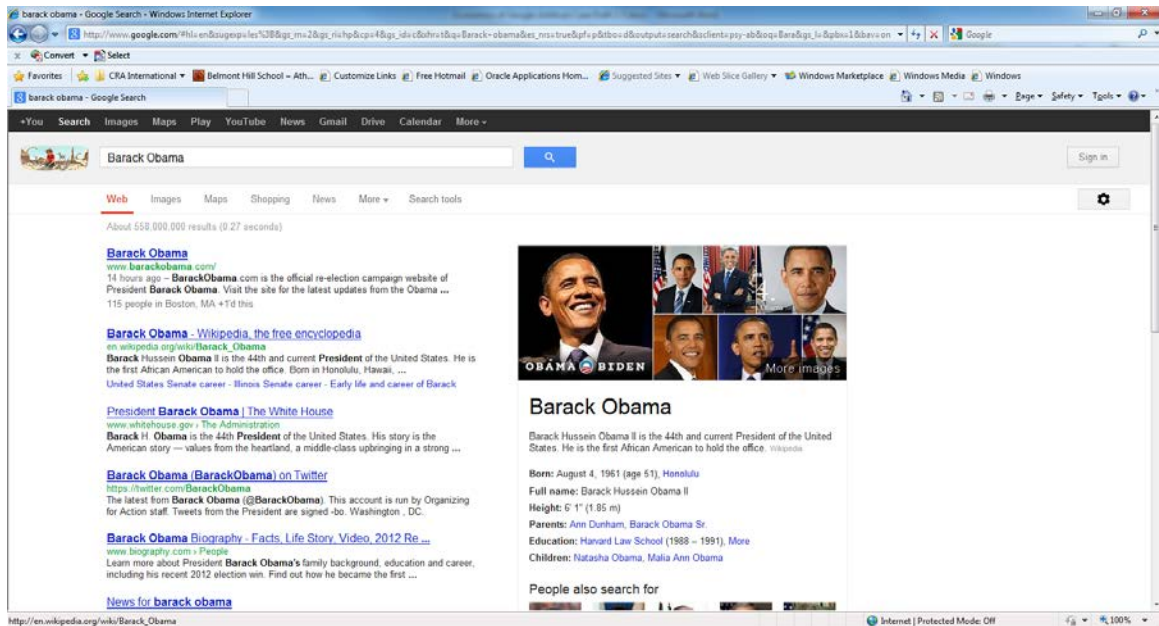 barack obama - Google Search - Windows Internet Explorer
Google
x Convert Select
Favorites CRA International Belmont Hill School – Ath... Customize Links Free Hotmail Oracle Applications Hom... Suggested Sites Web Slice Gallery Windows Marketplace Windows Media Windows
barack obama - Google Search Page Safety Tools
+You Search Images Maps Play YouTube News Gmail Drive Calendar More
Barack Obama Sign in
Web Images Maps Shopping News More Search tools
About 558,000,000 results (0.27 seconds)
Barack Obama
www.barackobama.com/
14 hours ago – BarackObama.com is the official re-election campaign website of
President Barack Obama. Visit the site for the latest updates from the Obama ...
115 people in Boston, MA +1'd this
Barack Obama - Wikipedia, the free encyclopedia
en.wikipedia.org/wiki/Barack_Obama
Barack Hussein Obama II is the 44th and current President of the United States. He is
the first African American to hold the office. Born in Honolulu, Hawaii, ...
United States Senate career - Illinois Senate career - Early life and career of Barack
President Barack Obama | The White House
www.whitehouse.gov › The Administration
Barack H. Obama is the 44th President of the United States. His story is the
American story — values from the heartland, a middle-class upbringing in a strong ...
Barack Obama (BarackObama) on Twitter
https://twitter.com/BarackObama
The latest from Barack Obama (@BarackObama). This account is run by Organizing
for Action staff. Tweets from the President are signed -bo. Washington , DC.
Barack Obama Biography - Facts, Life Story, Video, 2012 Re ...
www.biography.com › People
Learn more about President Barack Obama's family background, education and career,
including his recent 2012 election win. Find out how he became the first ...
News for barack obama
OBAMA BIDEN
More images
Barack Obama
Barack Hussein Obama II is the 44th and current President of the United
States. He is the first African American to hold the office. Wikipedia
Born: August 4, 1961 (age 51), Honolulu
Full name: Barack Hussein Obama II
Height: 6' 1" (1.85 m)
Parents: Ann Dunham, Barack Obama Sr.
Education: Harvard Law School (1988 – 1991), More
Children: Natasha Obama, Malia Ann Obama
People also search for
http://en.wikipedia.org/wiki/Barack_Obama Internet | Protected Mode: Off 100%